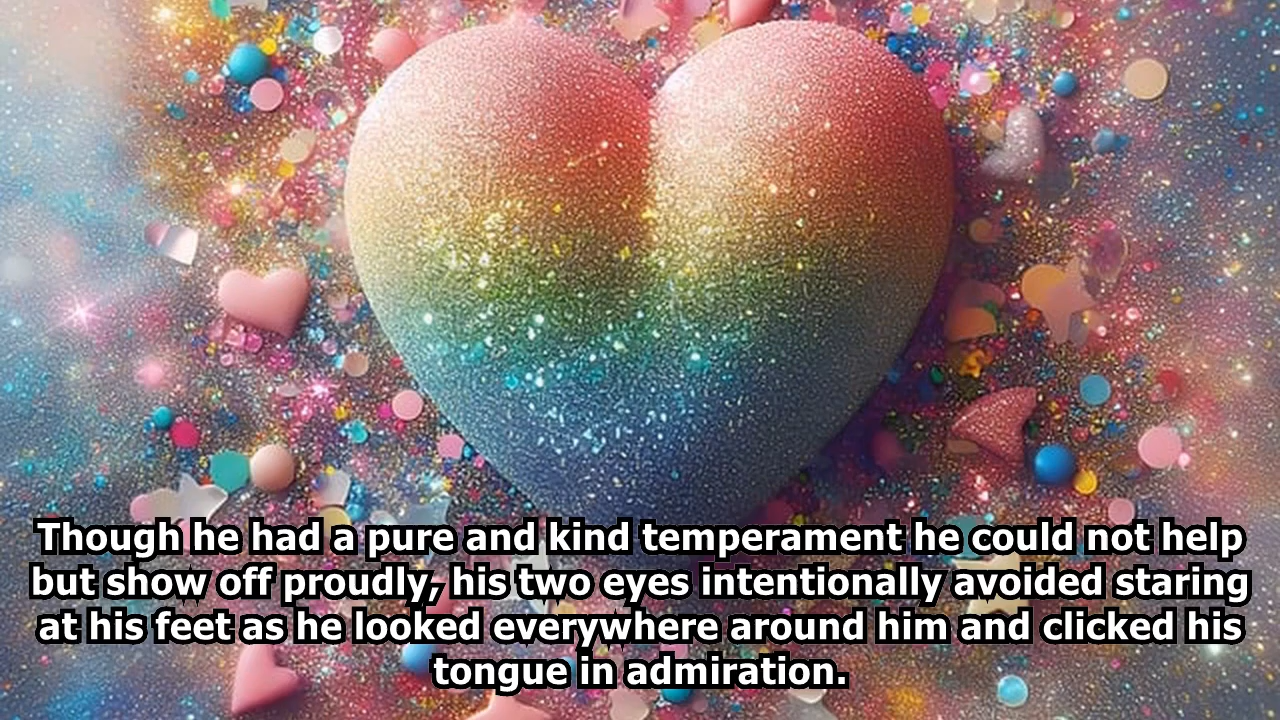 Though he had a pure and kind temperament he could not help
but show off proudly, his two eyes intentionally avoided staring
at his feet as he looked everywhere around him and clicked his
tongue in admiration.